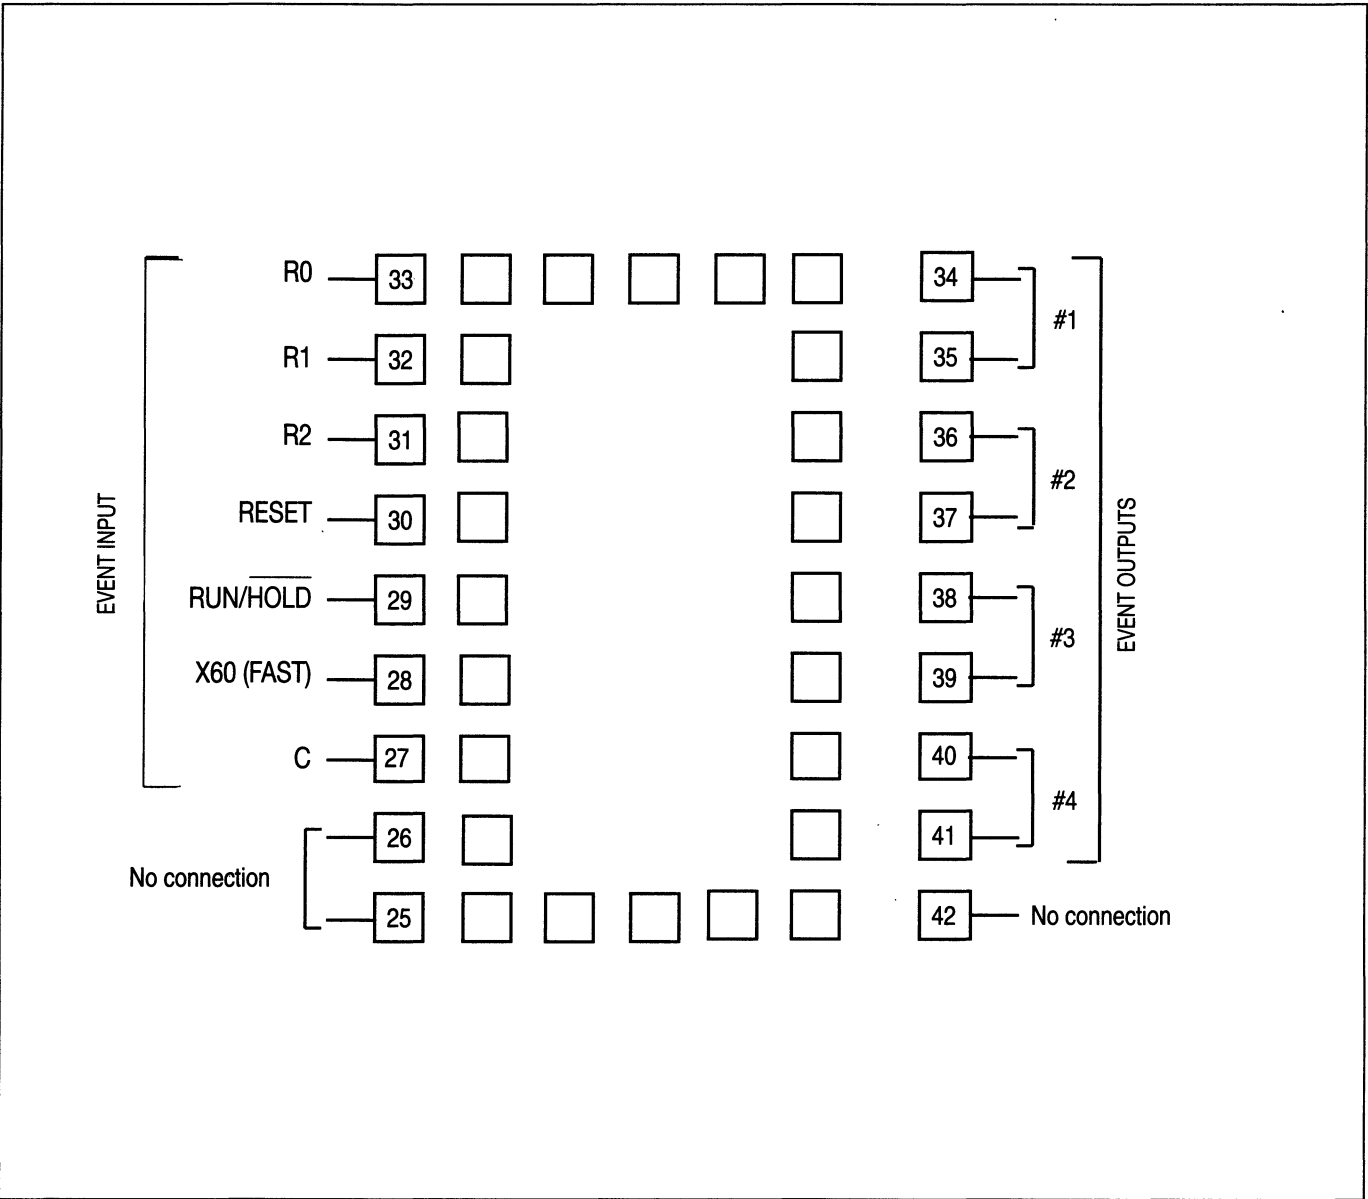 R0 33 34
#1
R1 32 35
R2 31 36
#2
RESET 30 37
EVENT INPUT
EVENT OUTPUTS
RUN/HOLD 29 38
#3
X60 (FAST) 28 39
C 27 40
#4
26 41
No connection
25 42 No connection